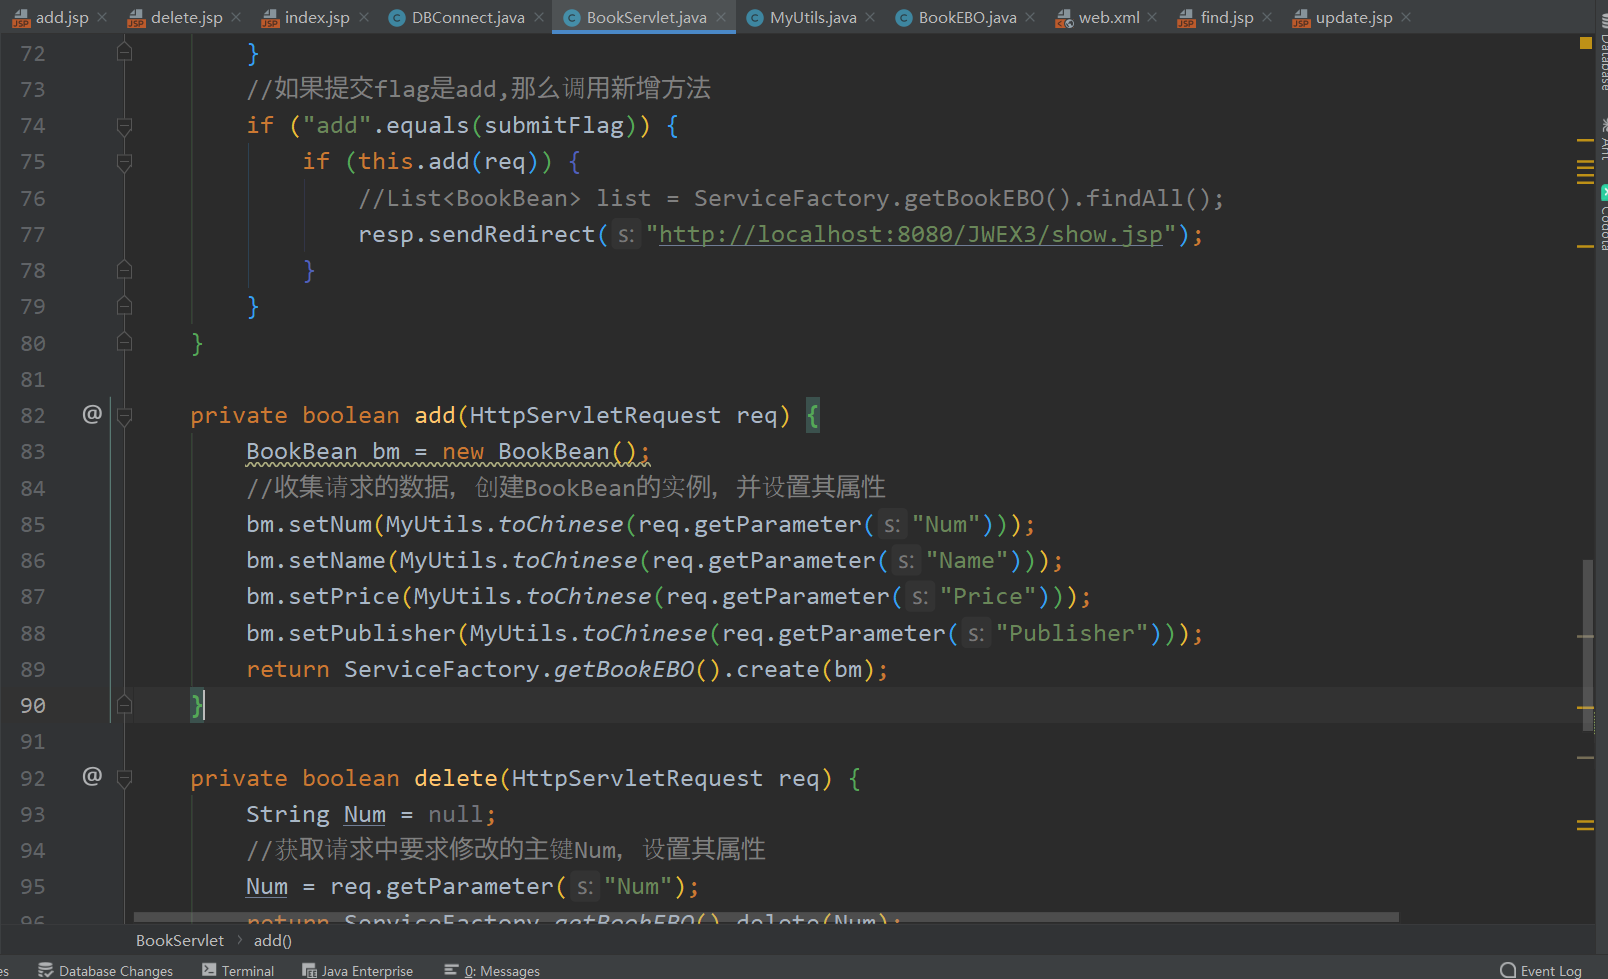 add.jsp delete.jsp index.jsp DBConnect.java BookServlet.java MyUtils.java BookEBO.java web.xml find.jsp update.jsp
72 }
73 //如果提交flag是add,那么调用新增方法
74 if ("add".equals(submitFlag)) {
75 if (this.add(req)) {
76 //List<BookBean> list = ServiceFactory.getBookEBO().findAll();
77 resp.sendRedirect( s: "http://localhost:8080/JWEX3/show.jsp");
78 }
79 }
80 }
81
82 @ private boolean add(HttpServletRequest req) {
83 BookBean bm = new BookBean();
84 //收集请求的数据，创建BookBean的实例，并设置其属性
85 bm.setNum(MyUtils.toChinese(req.getParameter( s: "Num")));
86 bm.setName(MyUtils.toChinese(req.getParameter( s: "Name")));
87 bm.setPrice(MyUtils.toChinese(req.getParameter( s: "Price")));
88 bm.setPublisher(MyUtils.toChinese(req.getParameter( s: "Publisher")));
89 return ServiceFactory.getBookEBO().create(bm);
90 }
91
92 @ private boolean delete(HttpServletRequest req) {
93 String Num = null;
94 //获取请求中要求修改的主键Num，设置其属性
95 Num = req.getParameter( s: "Num");
96 return ServiceFactory.getBookEBO().delete(Num);
BookServlet › add()
es Database Changes Terminal Java Enterprise 0: Messages Event Log
Database
Ant
Codota